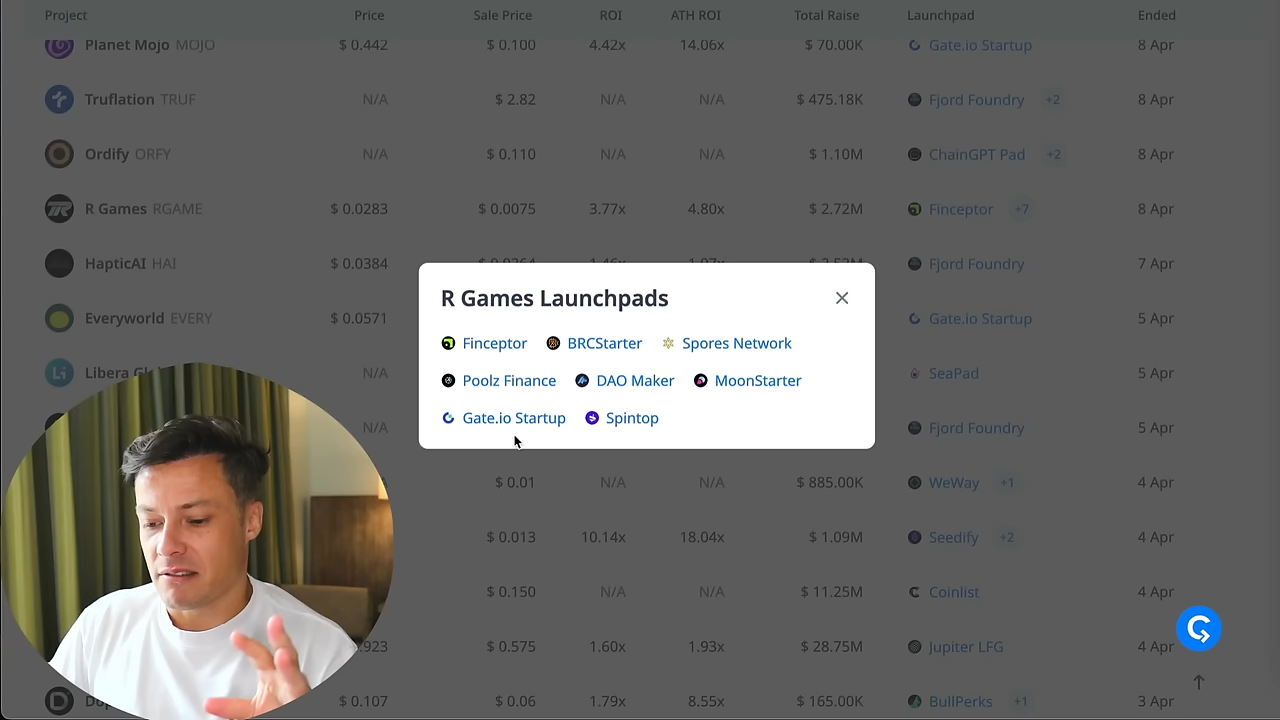 Project Price Sale Price ROI ATH ROI Total Raise Launchpad Ended
Planet Mojo MOJO $ 0.442 $ 0.100 4.42x 14.06x $ 70.00K Gate.io Startup 8 Apr
Truflation TRUF N/A $ 2.82 N/A N/A $ 475.18K Fjord Foundry +2 8 Apr
Ordify ORFY N/A $ 0.110 N/A N/A $ 1.10M ChainGPT Pad +2 8 Apr
R Games RGAME $ 0.0283 $ 0.0075 3.77x 4.80x $ 2.72M Finceptor +7 8 Apr
HapticAI HAI $ 0.0384 Fjord Foundry 7 Apr
Everyworld EVERY $ 0.0571 Gate.io Startup 5 Apr
Libera N/A SeaPad 5 Apr
N/A Fjord Foundry 5 Apr
R Games Launchpads
Finceptor BRCStarter Spores Network
Poolz Finance DAO Maker MoonStarter
Gate.io Startup Spintop
$ 0.01 N/A N/A $ 885.00K WeWay +1 4 Apr
$ 0.013 10.14x 18.04x $ 1.09M Seedify +2 4 Apr
$ 0.150 N/A N/A $ 11.25M Coinlist 4 Apr
.923 $ 0.575 1.60x 1.93x $ 28.75M Jupiter LFG 4 Apr
$ 0.107 $ 0.06 1.79x 8.55x $ 165.00K BullPerks +1 3 Apr